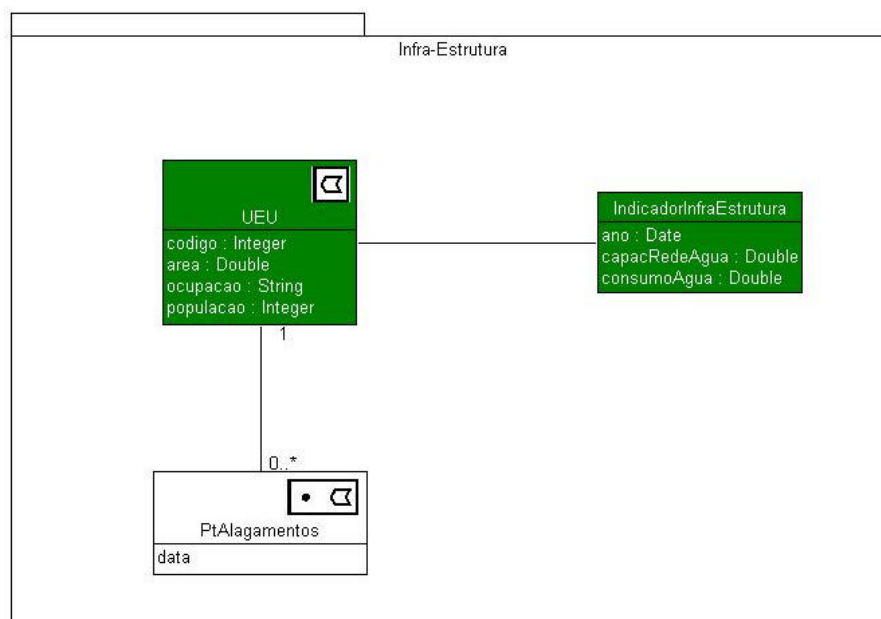 Infra-Estrutura
UEU
codigo : Integer
area : Double
ocupacao : String
populacao : Integer
1
IndicadorInfraEstrutura
ano : Date
capacRedeAgua : Double
consumoAgua : Double
0..*
PtAlagamentos
data